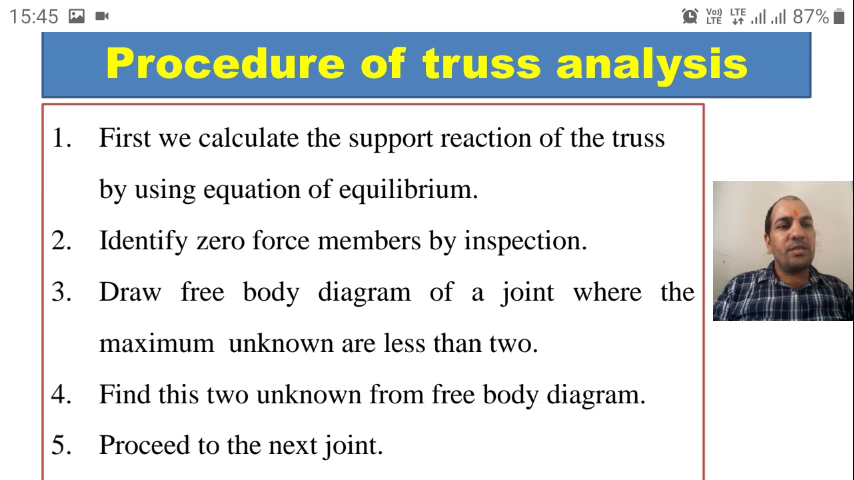 15:45 Vo)) LTE LTE 87%
Procedure of truss analysis
1. First we calculate the support reaction of the truss
by using equation of equilibrium.
2. Identify zero force members by inspection.
3. Draw free body diagram of a joint where the
maximum unknown are less than two.
4. Find this two unknown from free body diagram.
5. Proceed to the next joint.